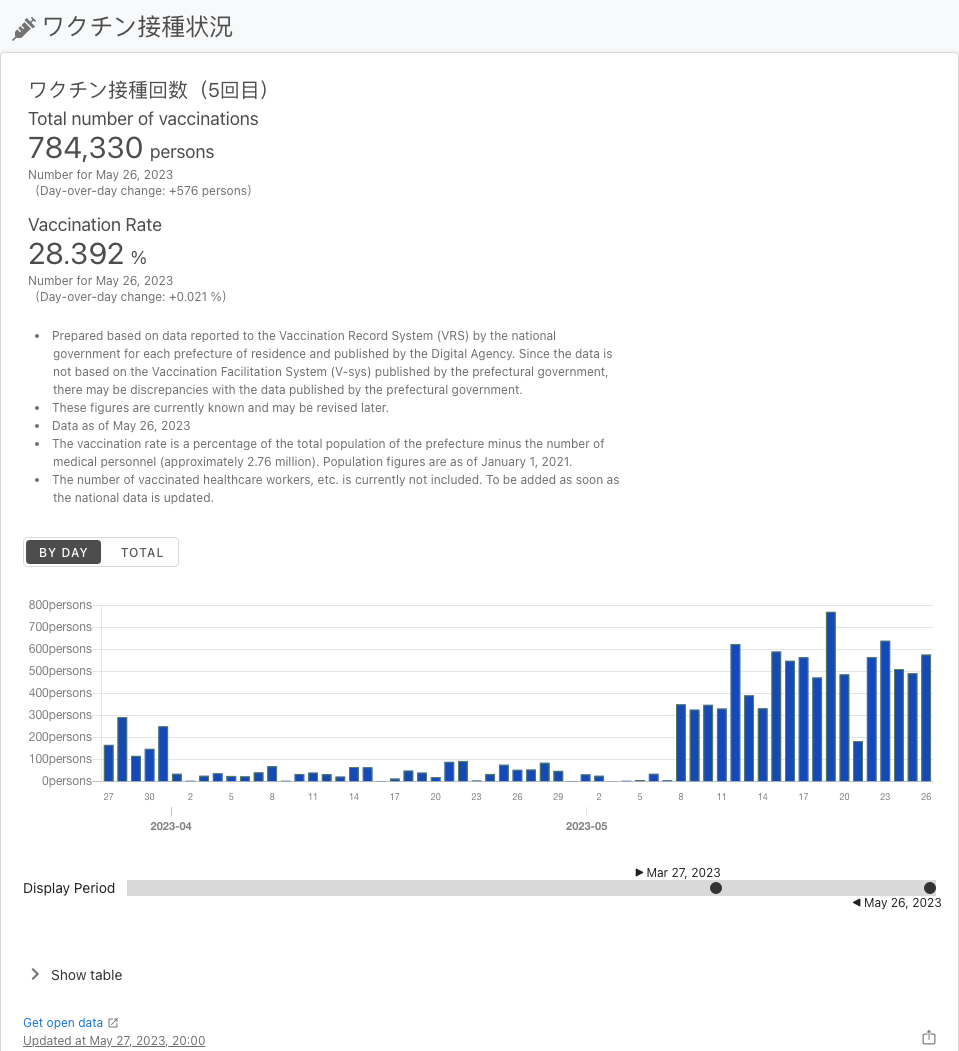 ワクチン接種状況
ワクチン接種回数（5回目）
Total number of vaccinations
784,330 persons
Number for May 26, 2023
（Day-over-day change: +576 persons）
Vaccination Rate
28.392 %
Number for May 26, 2023
（Day-over-day change: +0.021 %）
• Prepared based on data reported to the Vaccination Record System (VRS) by the national
government for each prefecture of residence and published by the Digital Agency. Since the data is
not based on the Vaccination Facilitation System (V-sys) published by the prefectural government,
there may be discrepancies with the data published by the prefectural government.
• These figures are currently known and may be revised later.
• Data as of May 26, 2023
• The vaccination rate is a percentage of the total population of the prefecture minus the number of
medical personnel (approximately 2.76 million). Population figures are as of January 1, 2021.
• The number of vaccinated healthcare workers, etc. is currently not included. To be added as soon as
the national data is updated.
BY DAY TOTAL
800persons
700persons
600persons
500persons
400persons
300persons
200persons
100persons
0persons
27 30 2 5 8 11 14 17 20 23 26 29 2 5 8 11 14 17 20 23 26
2023-04 2023-05
Mar 27, 2023
Display Period
May 26, 2023
Show table
Get open data
Updated at May 27, 2023, 20:00